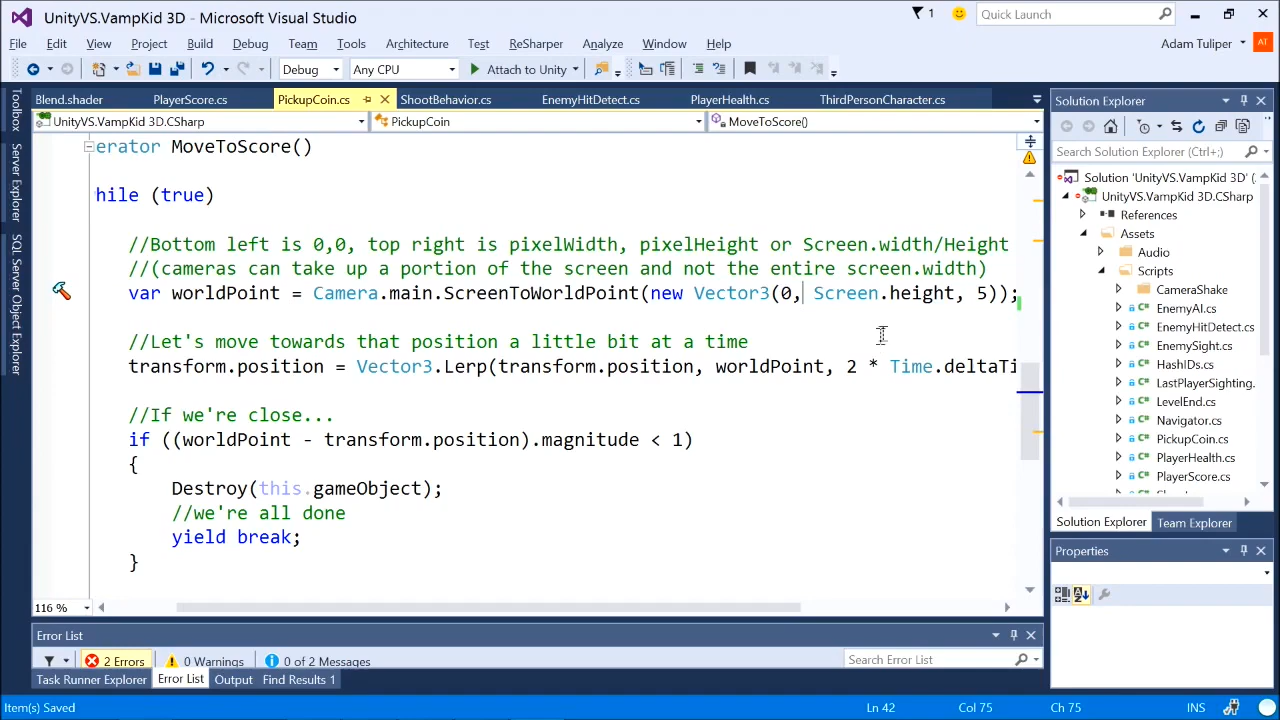 UnityVS.VampKid 3D - Microsoft Visual Studio
1
Quick Launch
File Edit View Project Build Debug Team Tools Architecture Test ReSharper Analyze Window Help
Adam Tuliper
AT
Debug Any CPU Attach to Unity
Blend.shader PlayerScore.cs PickupCoin.cs ShootBehavior.cs EnemyHitDetect.cs PlayerHealth.cs ThirdPersonCharacter.cs
UnityVS.VampKid 3D.CSharp PickupCoin MoveToScore()
Toolbox
Server Explorer
SQL Server Object Explorer
erator MoveToScore()
hile (true)
//Bottom left is 0,0, top right is pixelWidth, pixelHeight or Screen.width/Height
//(cameras can take up a portion of the screen and not the entire screen.width)
var worldPoint = Camera.main.ScreenToWorldPoint(new Vector3(0, Screen.height, 5));
//Let's move towards that position a little bit at a time
transform.position = Vector3.Lerp(transform.position, worldPoint, 2 * Time.deltaTi
//If we're close...
if ((worldPoint - transform.position).magnitude < 1)
{
Destroy(this.gameObject);
//we're all done
yield break;
}
116 %
Solution Explorer
Search Solution Explorer (Ctrl+;)
Solution 'UnityVS.VampKid 3D' (
UnityVS.VampKid 3D.CSharp
References
Assets
Audio
Scripts
CameraShake
EnemyAI.cs
EnemyHitDetect.cs
EnemySight.cs
HashIDs.cs
LastPlayerSighting.
LevelEnd.cs
Navigator.cs
PickupCoin.cs
PlayerHealth.cs
PlayerScore.cs
Solution Explorer Team Explorer
Properties
Error List
2 Errors 0 Warnings 0 of 2 Messages
Search Error List
Task Runner Explorer Error List Output Find Results 1
Item(s) Saved Ln 42 Col 75 Ch 75 INS